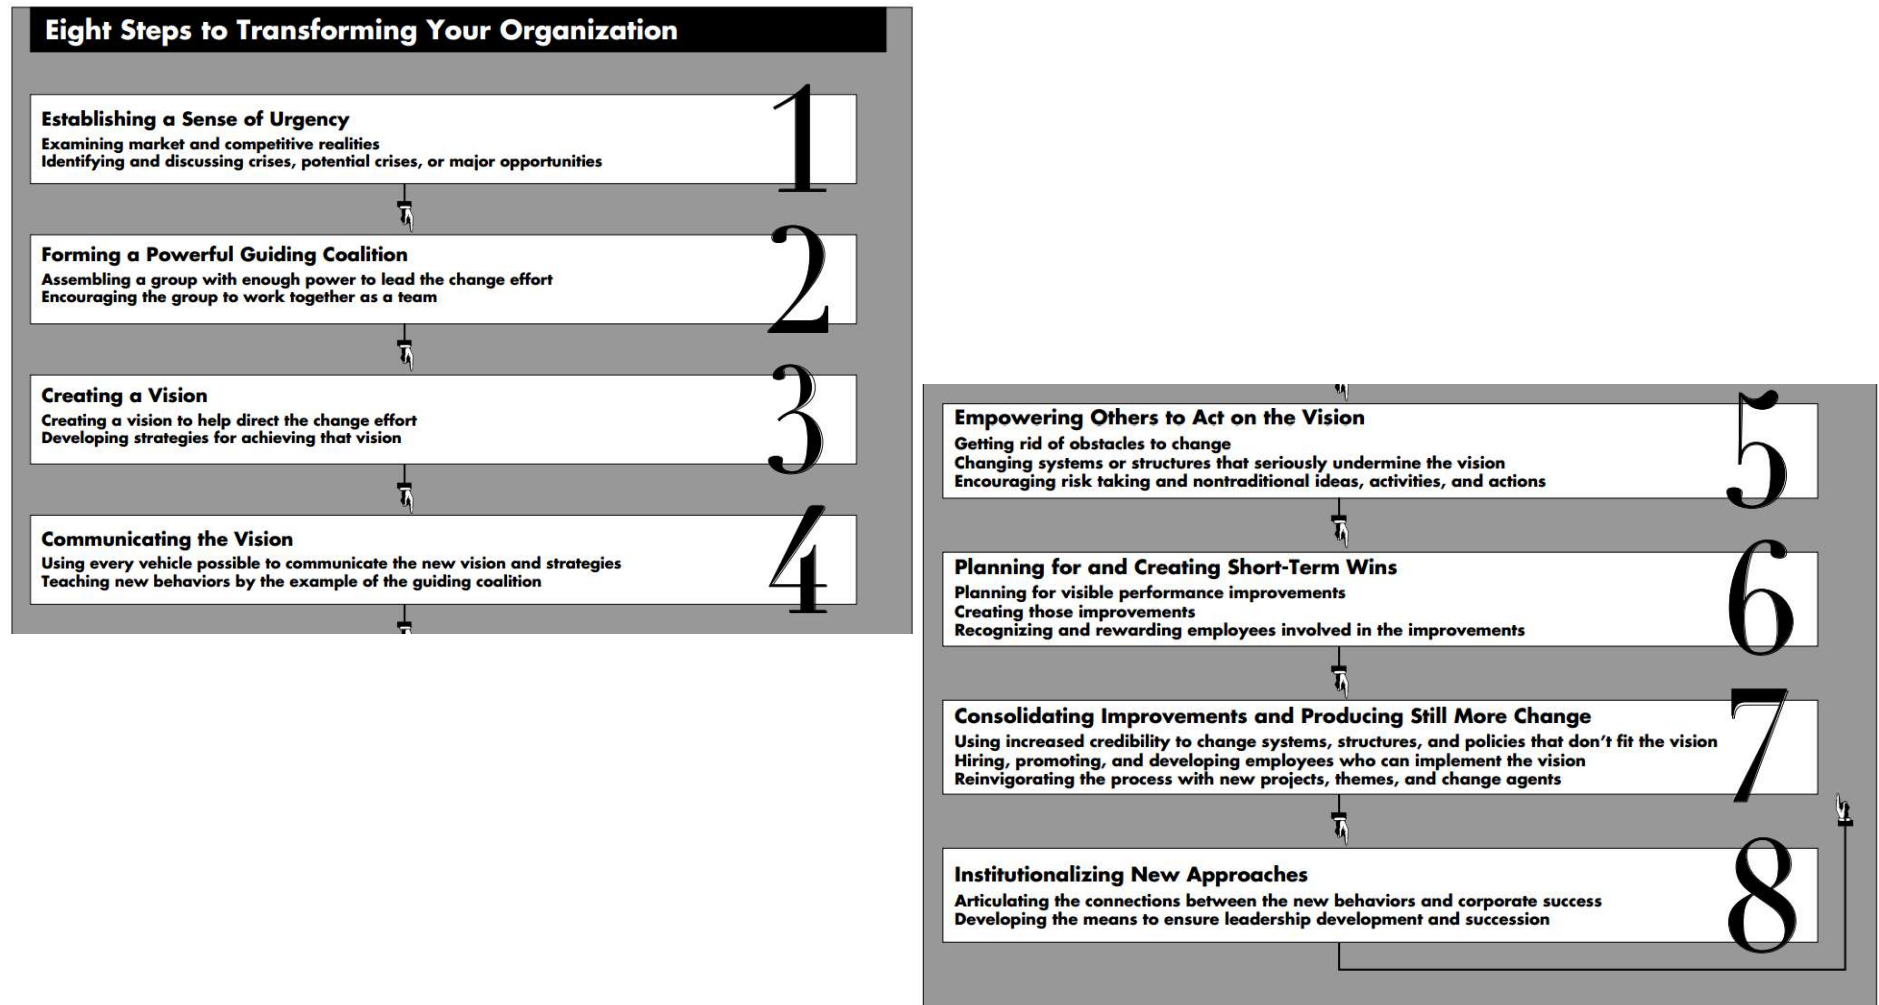 Eight Steps to Transforming Your Organization
1
Establishing a Sense of Urgency
Examining market and competitive realities
Identifying and discussing crises, potential crises, or major opportunities
2
Forming a Powerful Guiding Coalition
Assembling a group with enough power to lead the change effort
Encouraging the group to work together as a team
3
Creating a Vision
Creating a vision to help direct the change effort
Developing strategies for achieving that vision
4
Communicating the Vision
Using every vehicle possible to communicate the new vision and strategies
Teaching new behaviors by the example of the guiding coalition
5
Empowering Others to Act on the Vision
Getting rid of obstacles to change
Changing systems or structures that seriously undermine the vision
Encouraging risk taking and nontraditional ideas, activities, and actions
6
Planning for and Creating Short-Term Wins
Planning for visible performance improvements
Creating those improvements
Recognizing and rewarding employees involved in the improvements
7
Consolidating Improvements and Producing Still More Change
Using increased credibility to change systems, structures, and policies that don’t fit the vision
Hiring, promoting, and developing employees who can implement the vision
Reinvigorating the process with new projects, themes, and change agents
8
Institutionalizing New Approaches
Articulating the connections between the new behaviors and corporate success
Developing the means to ensure leadership development and succession